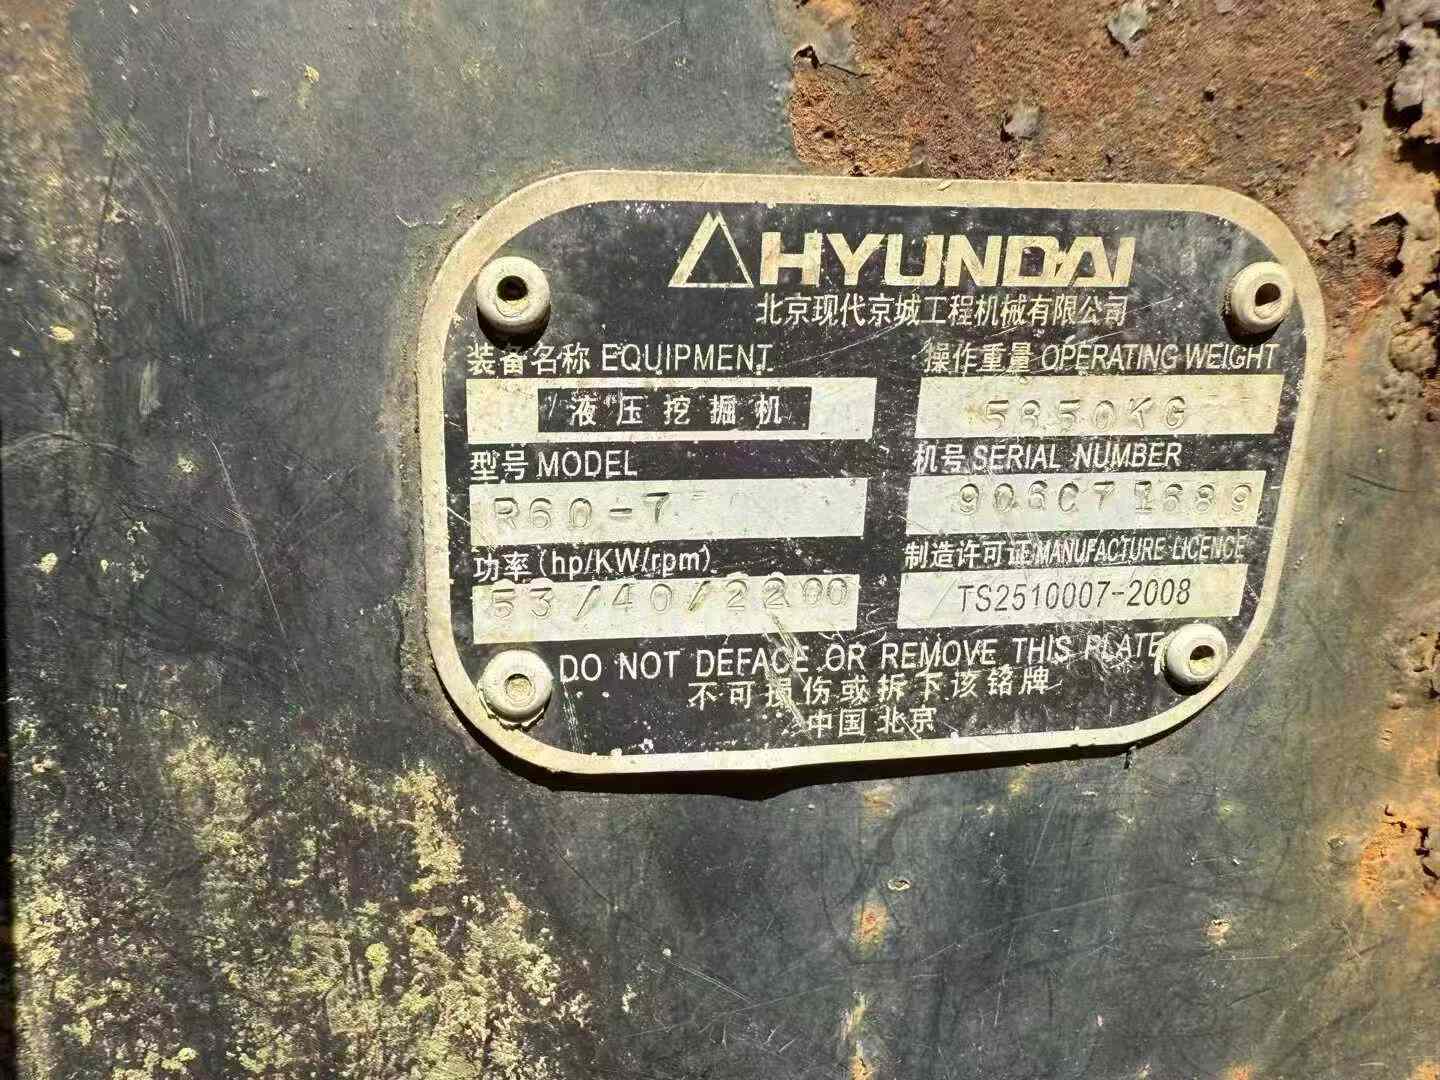 HYUNDAI
北京现代京城工程机械有限公司
装备名称 EQUIPMENT
液压挖掘机
操作重量 OPERATING WEIGHT
5850KG
型号 MODEL
R60-7
机号 SERIAL NUMBER
906C71689
功率(hp/KW/rpm)
53/40/2200
制造许可证 MANUFACTURE LICENCE
TS2510007-2008
DO NOT DEFACE OR REMOVE THIS PLATE
不可损伤或拆下该铭牌
中国 北京